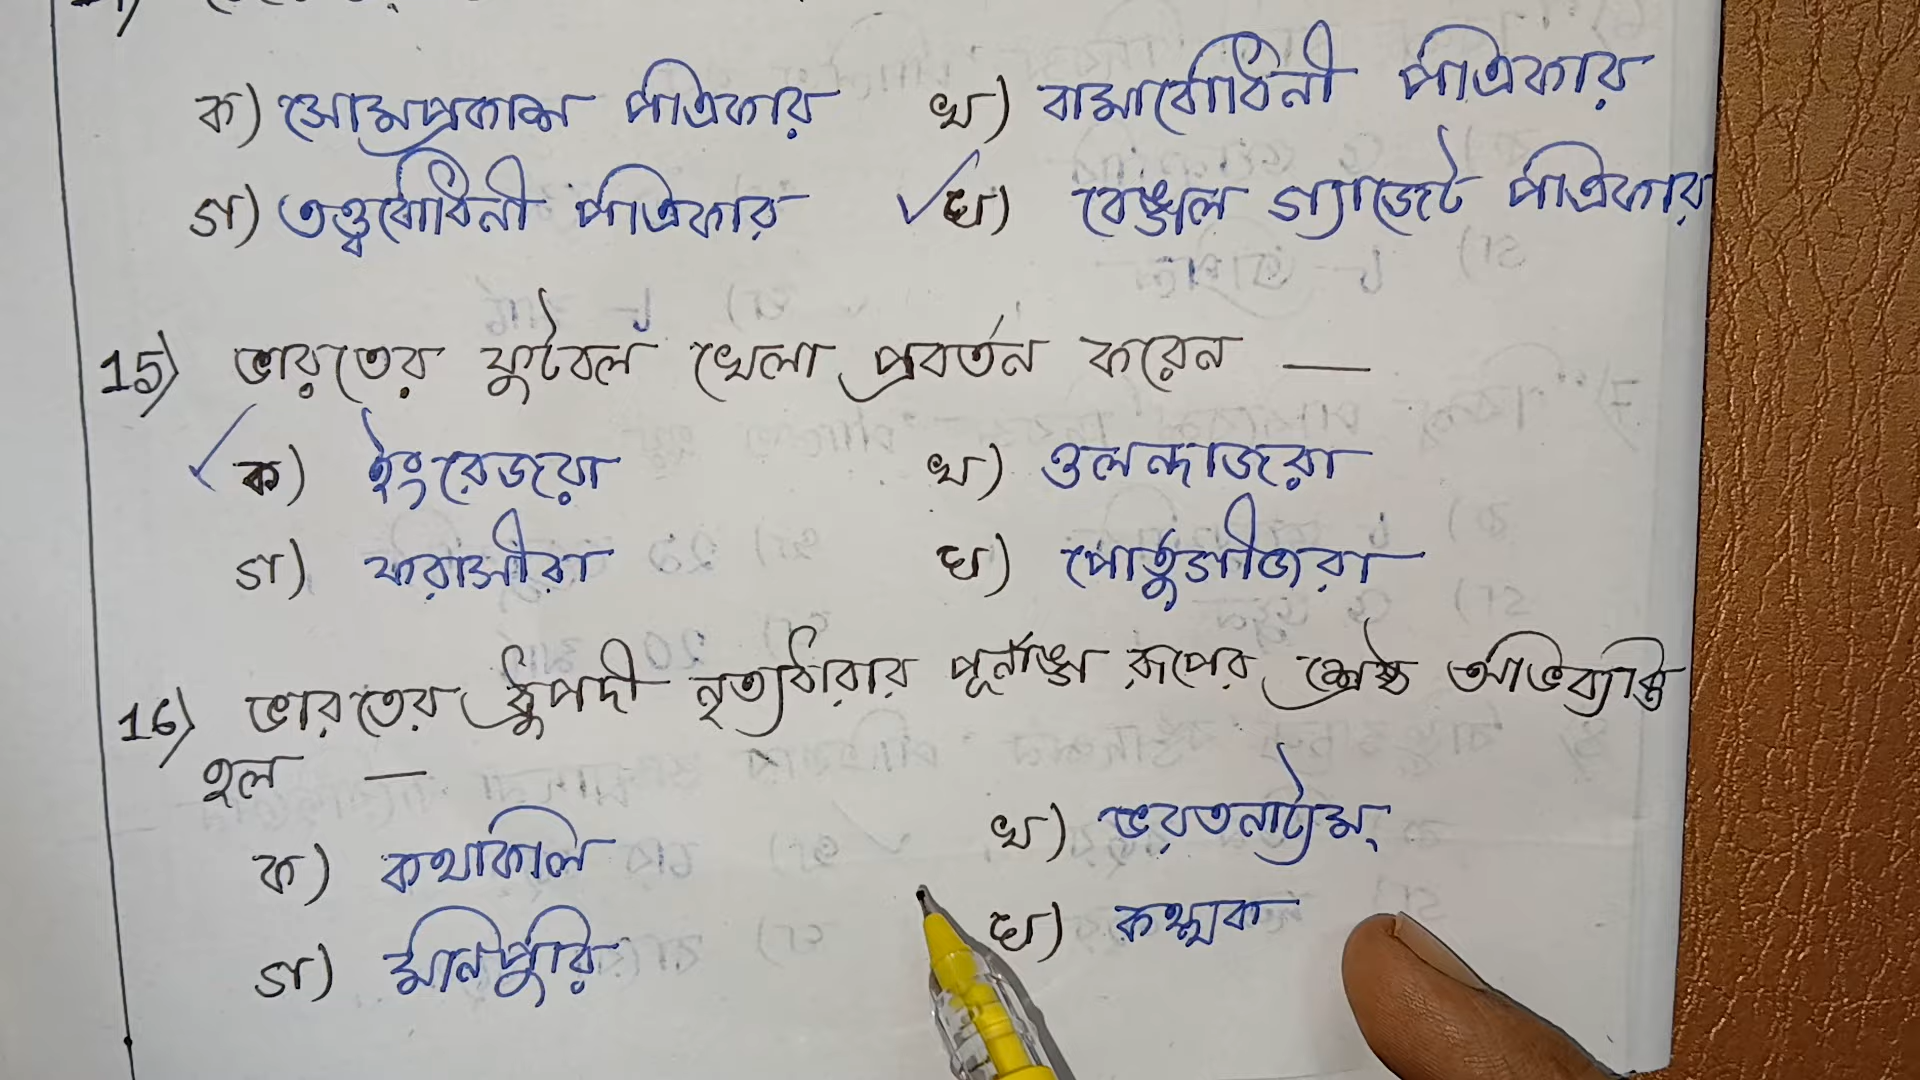 ক) সোমপ্রকাশ পত্রিকার খ) বামাবোধিনী পত্রিকার
গ) তত্ত্ববোধিনী পত্রিকার ঘ) বেঙ্গল গ্যাজেট পত্রিকার
15) ভারতের ফুটবল খেলা প্রবর্তন করেন —
ক) ইংরেজরা খ) ওলন্দাজরা
গ) ফরাসীরা ঘ) পোর্তুগীজরা
16) ভারতের ধ্রুপদী নৃত্যধারার পূর্নাঙ্গ রূপের শ্রেষ্ঠ অভিব্যক্তি
হল —
ক) কথাকলি খ) ভরতনাট্যম্
গ) মনিপুরি ঘ) কত্থক